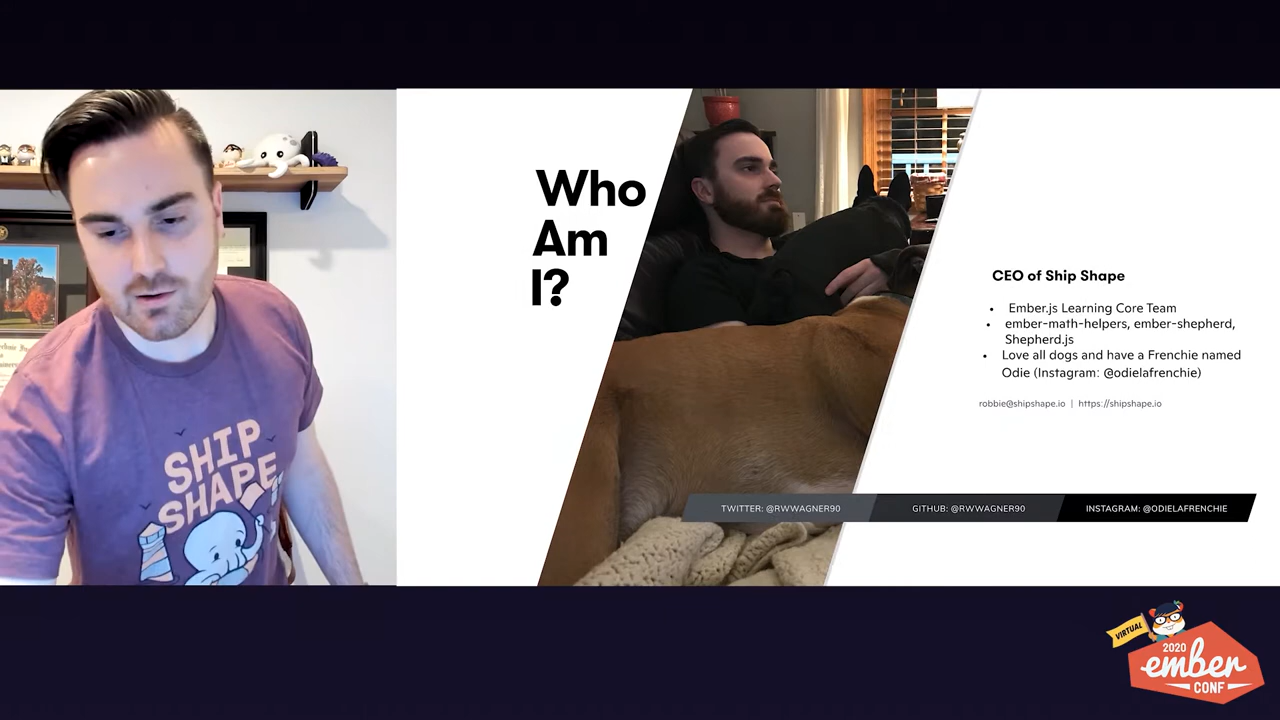 SHIP
SHAPE
Who
Am
I?
CEO of Ship Shape
• Ember.js Learning Core Team
• ember-math-helpers, ember-shepherd,
Shepherd.js
• Love all dogs and have a Frenchie named
Odie (Instagram: @odielafrenchie)
robbie@shipshape.io | https://shipshape.io
TWITTER: @RWWAGNER90
GITHUB: @RWWAGNER90
INSTAGRAM: @ODIELAFRENCHIE
VIRTUAL
2020
ember
CONF